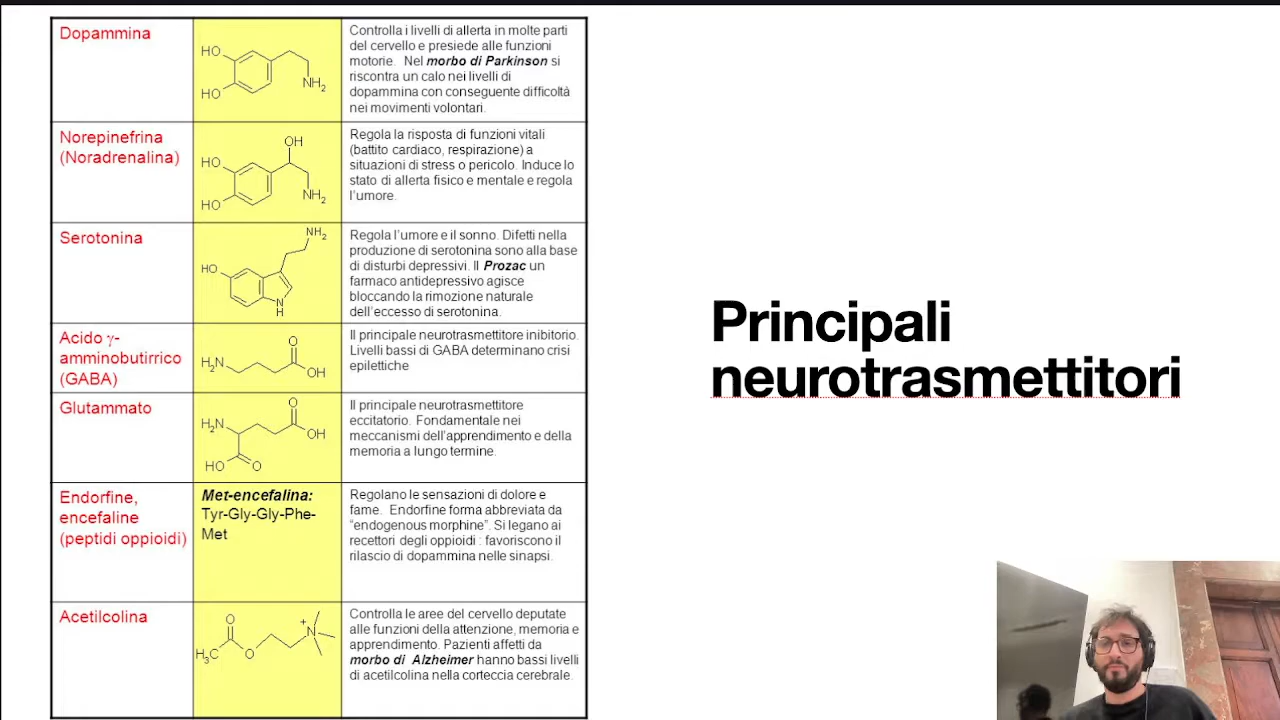 Dopammina
HO
HO
NH2
Controlla i livelli di allerta in molte parti
del cervello e presiede alle funzioni
motorie. Nel morbo di Parkinson si
riscontra un calo nei livelli di
dopammina con conseguente difficoltà
nei movimenti volontari.
Norepinefrina
(Noradrenalina)
OH
HO
HO
NH2
Regola la risposta di funzioni vitali
(battito cardiaco, respirazione) a
situazioni di stress o pericolo. Induce lo
stato di allerta fisico e mentale e regola
l'umore.
Serotonina
NH2
HO
N
H
Regola l'umore e il sonno. Difetti nella
produzione di serotonina sono alla base
di disturbi depressivi. Il Prozac un
farmaco antidepressivo agisce
bloccando la rimozione naturale
dell'eccesso di serotonina.
Acido γ-
amminobutirrico
(GABA)
O
H2N
OH
Il principale neurotrasmettitore inibitorio.
Livelli bassi di GABA determinano crisi
epilettiche
Glutammato
O
H2N
OH
HO
O
Il principale neurotrasmettitore
eccitatorio. Fondamentale nei
meccanismi dell'apprendimento e della
memoria a lungo termine.
Endorfine,
encefaline
(peptidi oppioidi)
Met-encefalina:
Tyr-Gly-Gly-Phe-
Met
Regolano le sensazioni di dolore e
fame. Endorfine forma abbreviata da
"endogenous morphine". Si legano ai
recettori degli oppioidi : favoriscono il
rilascio di dopammina nelle sinapsi.
Acetilcolina
O
H3C
O
N+
Controlla le aree del cervello deputate
alle funzioni della attenzione, memoria e
apprendimento. Pazienti affetti da
morbo di Alzheimer hanno bassi livelli
di acetilcolina nella corteccia cerebrale.
Principali
neurotrasmettitori